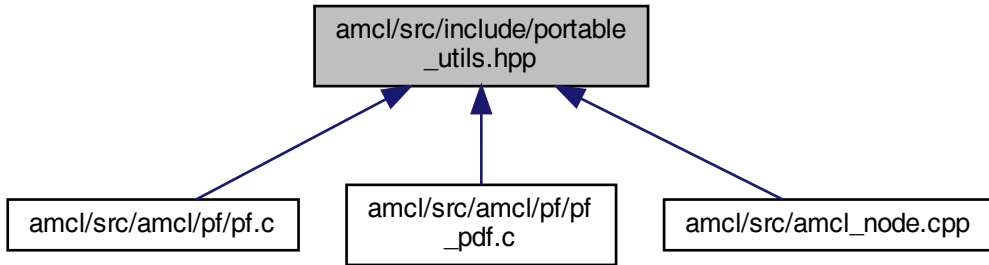 amcl/src/include/portable
_utils.hpp
amcl/src/amcl/pf/pf.c
amcl/src/amcl/pf/pf
_pdf.c
amcl/src/amcl_node.cpp